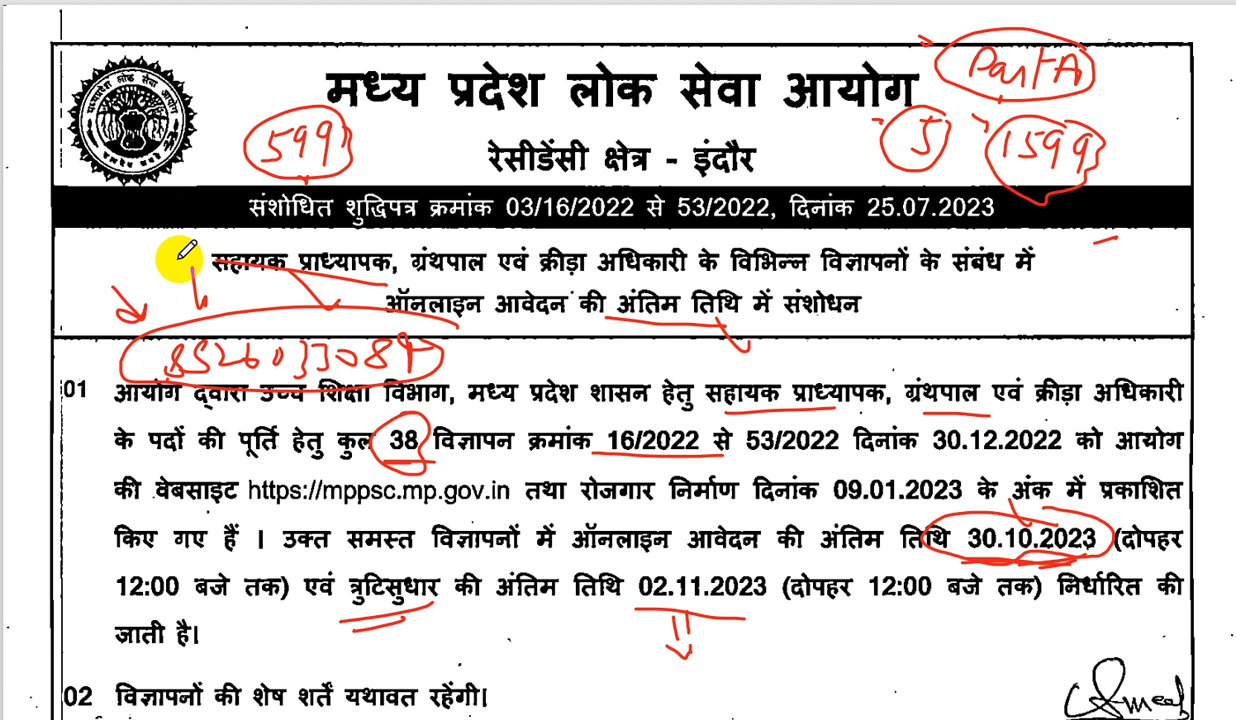 Part A
मध्य प्रदेश लोक सेवा आयोग
599 5 1599
रेसीडेंसी क्षेत्र - इंदौर
संशोधित शुद्धिपत्र क्रमांक 03/16/2022 से 53/2022, दिनांक 25.07.2023
सहायक प्राध्यापक, ग्रंथपाल एवं क्रीड़ा अधिकारी के विभिन्न विज्ञापनों के संबंध में
ऑनलाइन आवेदन की अंतिम तिथि में संशोधन
8526033089
01 आयोग द्वारा उच्च शिक्षा विभाग, मध्य प्रदेश शासन हेतु सहायक प्राध्यापक, ग्रंथपाल एवं क्रीड़ा अधिकारी
के पदों की पूर्ति हेतु कुल 38 विज्ञापन क्रमांक 16/2022 से 53/2022 दिनांक 30.12.2022 को आयोग
की वेबसाइट https://mppsc.mp.gov.in तथा रोजगार निर्माण दिनांक 09.01.2023 के अंक में प्रकाशित
किए गए हैं । उक्त समस्त विज्ञापनों में ऑनलाइन आवेदन की अंतिम तिथि 30.10.2023 (दोपहर
12:00 बजे तक) एवं त्रुटिसुधार की अंतिम तिथि 02.11.2023 (दोपहर 12:00 बजे तक) निर्धारित की
जाती है।
02 विज्ञापनों की शेष शर्तें यथावत रहेंगी।